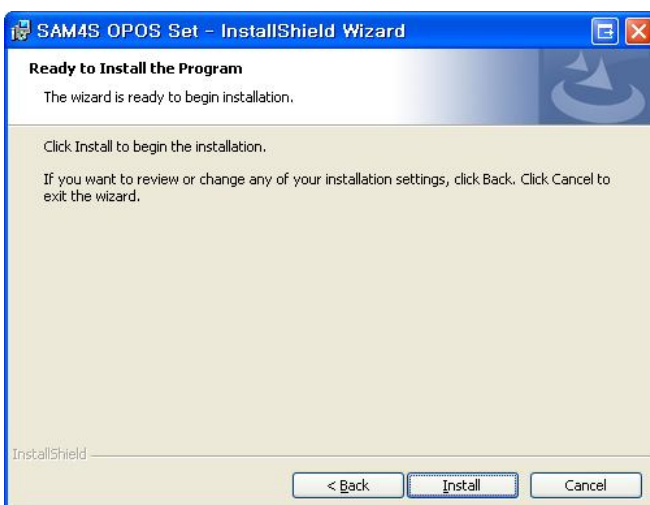 SAM4S OPOS Set - InstallShield Wizard
Ready to Install the Program
The wizard is ready to begin installation.
Click Install to begin the installation.
If you want to review or change any of your installation settings, click Back. Click Cancel to
exit the wizard.
InstallShield
< Back
Install
Cancel